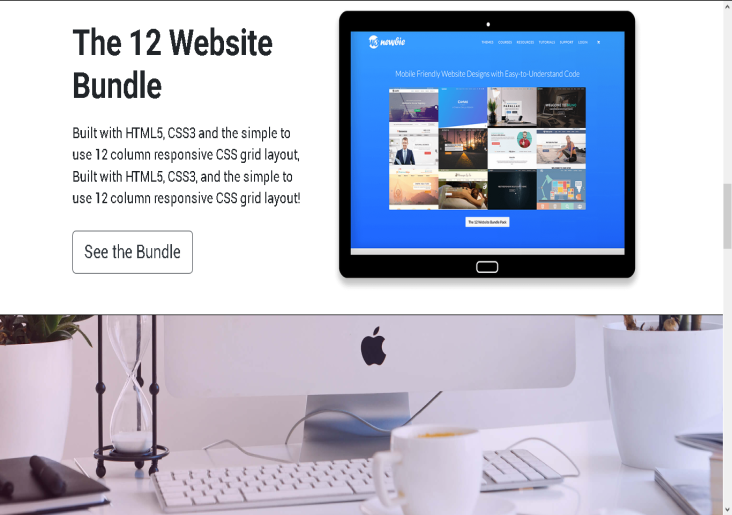 The 12 Website
Bundle
Built with HTML5, CSS3 and the simple to
use 12 column responsive CSS grid layout,
Built with HTML5, CSS3, and the simple to
use 12 column responsive CSS grid layout!
See the Bundle
newbie
THEMES COURSES RESOURCES TUTORIALS SUPPORT LOGIN
Mobile Friendly Website Designs with Easy-to-Understand Code
The 12 Website Bundle Pack